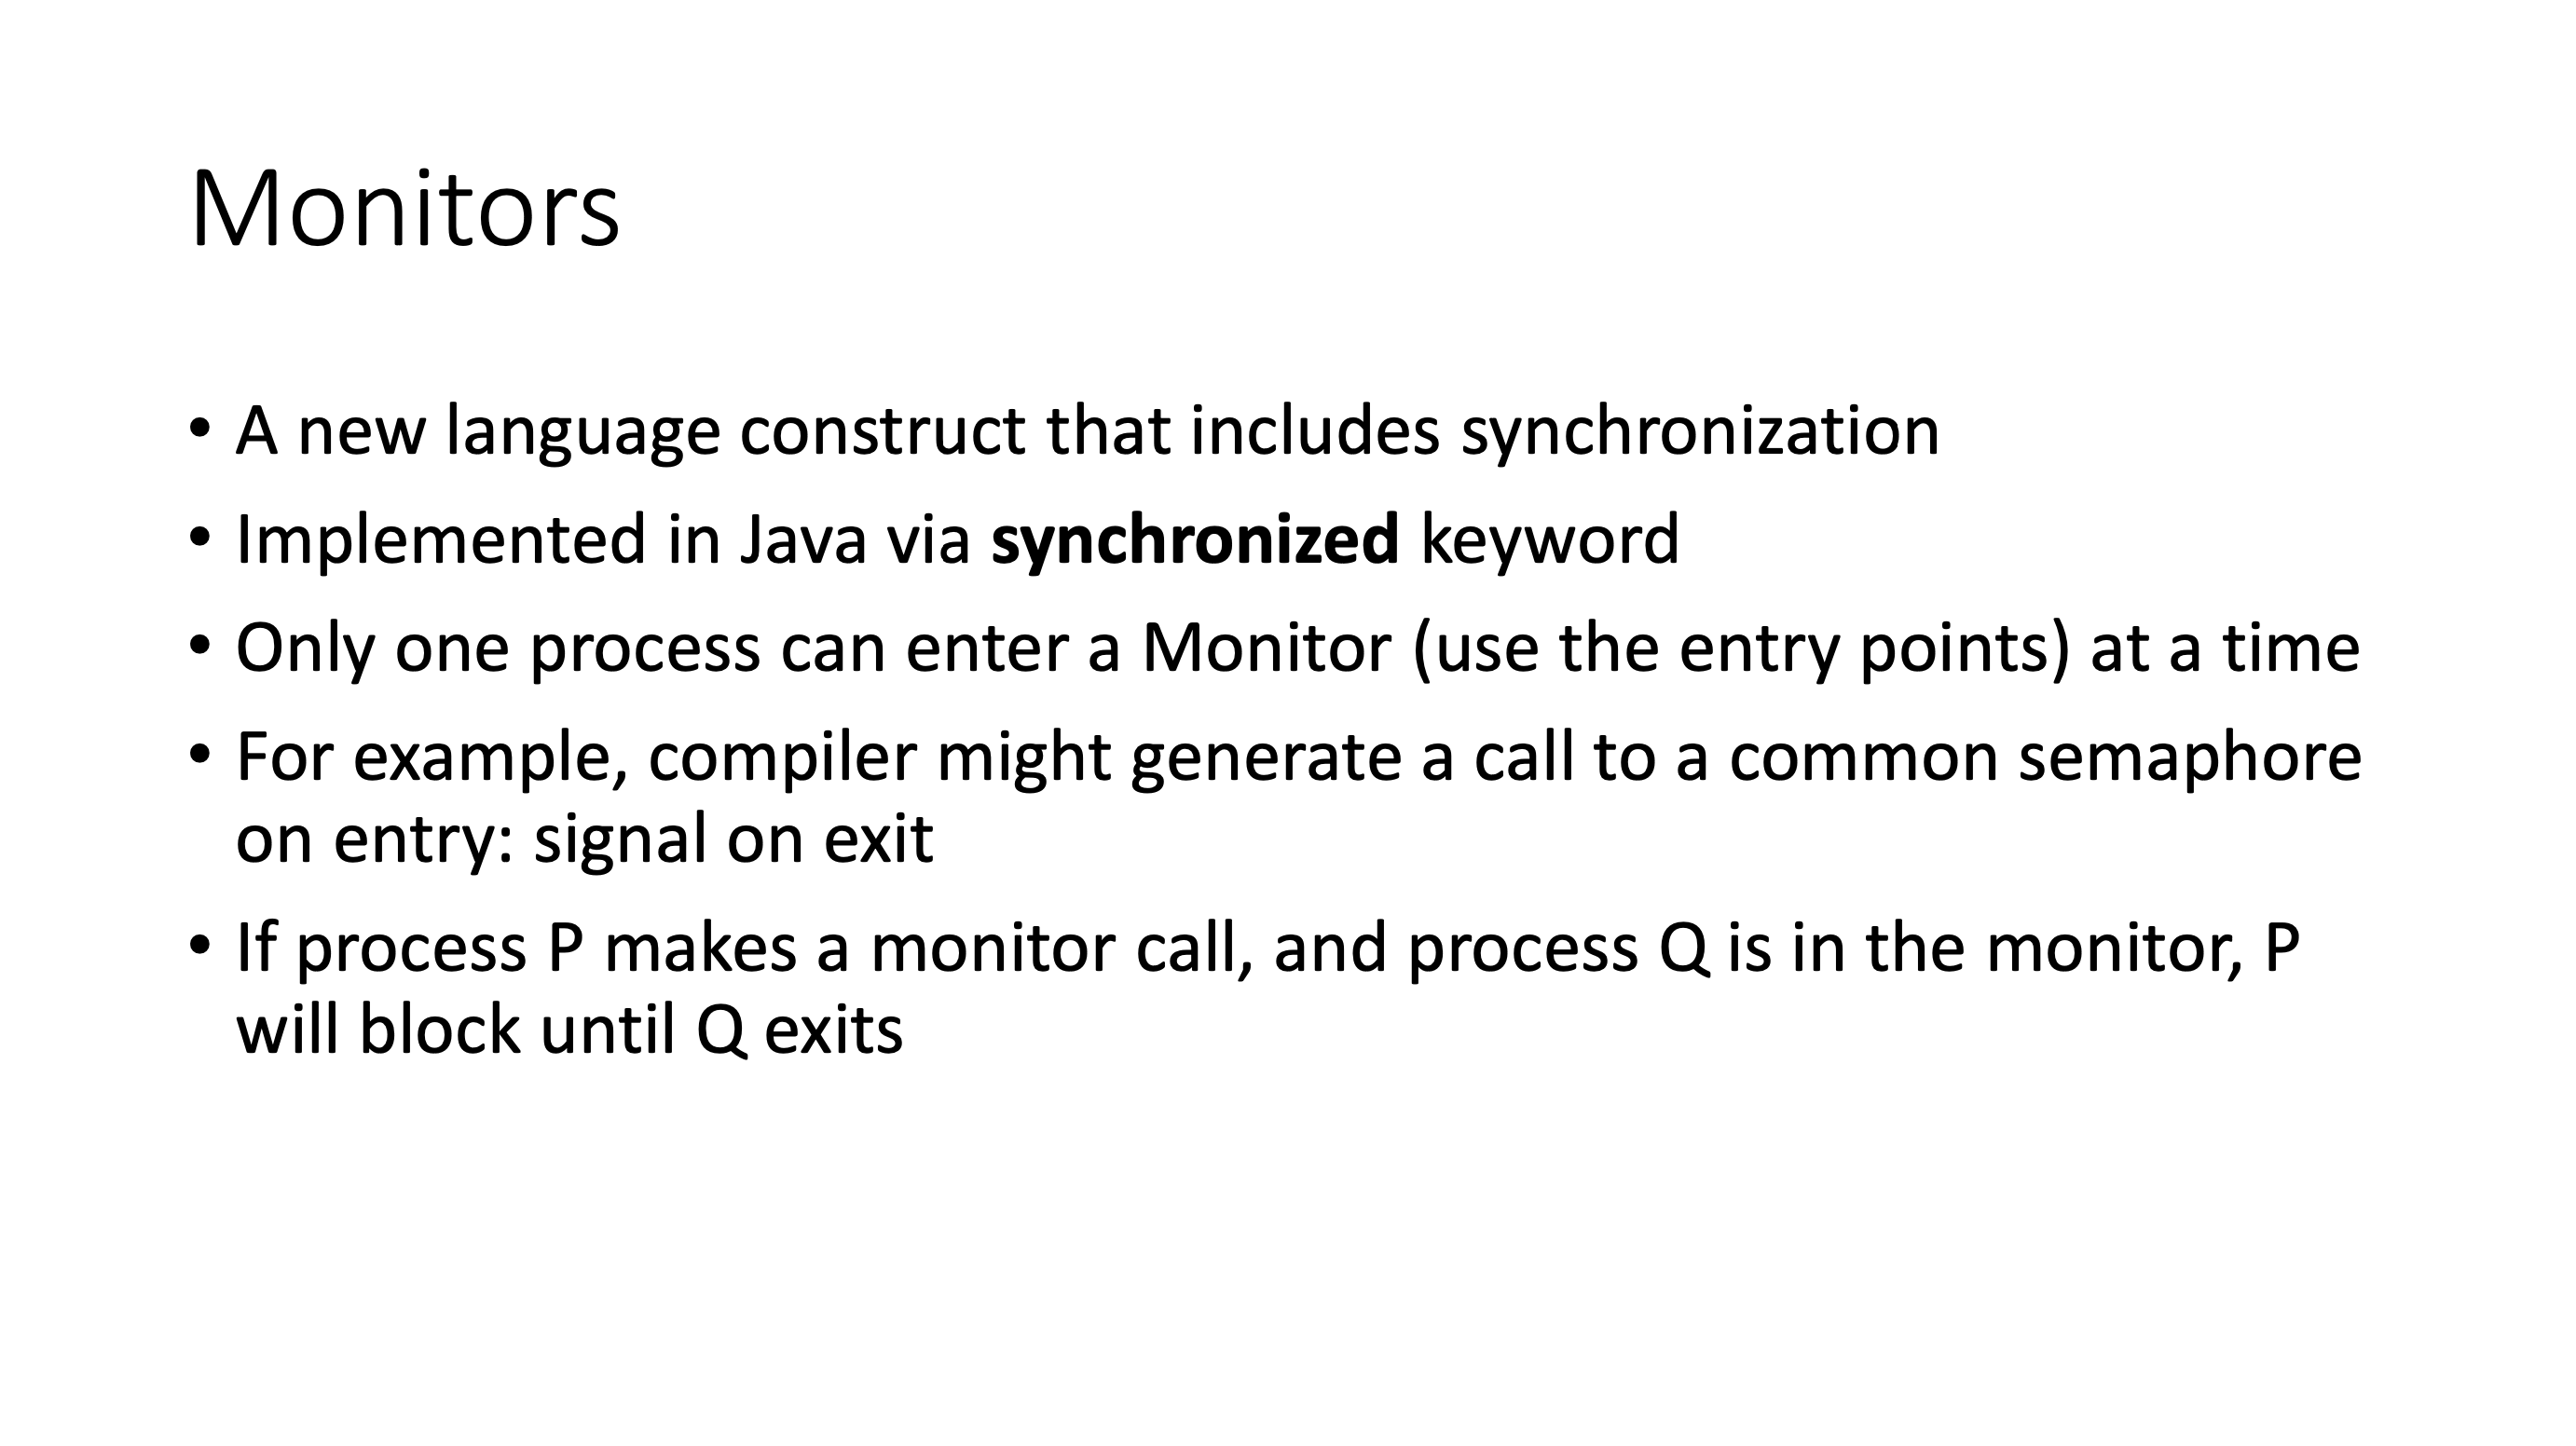 Monitors
• A new language construct that includes synchronization
• Implemented in Java via synchronized keyword
• Only one process can enter a Monitor (use the entry points) at a time
• For example, compiler might generate a call to a common semaphore
on entry: signal on exit
• If process P makes a monitor call, and process Q is in the monitor, P
will block until Q exits